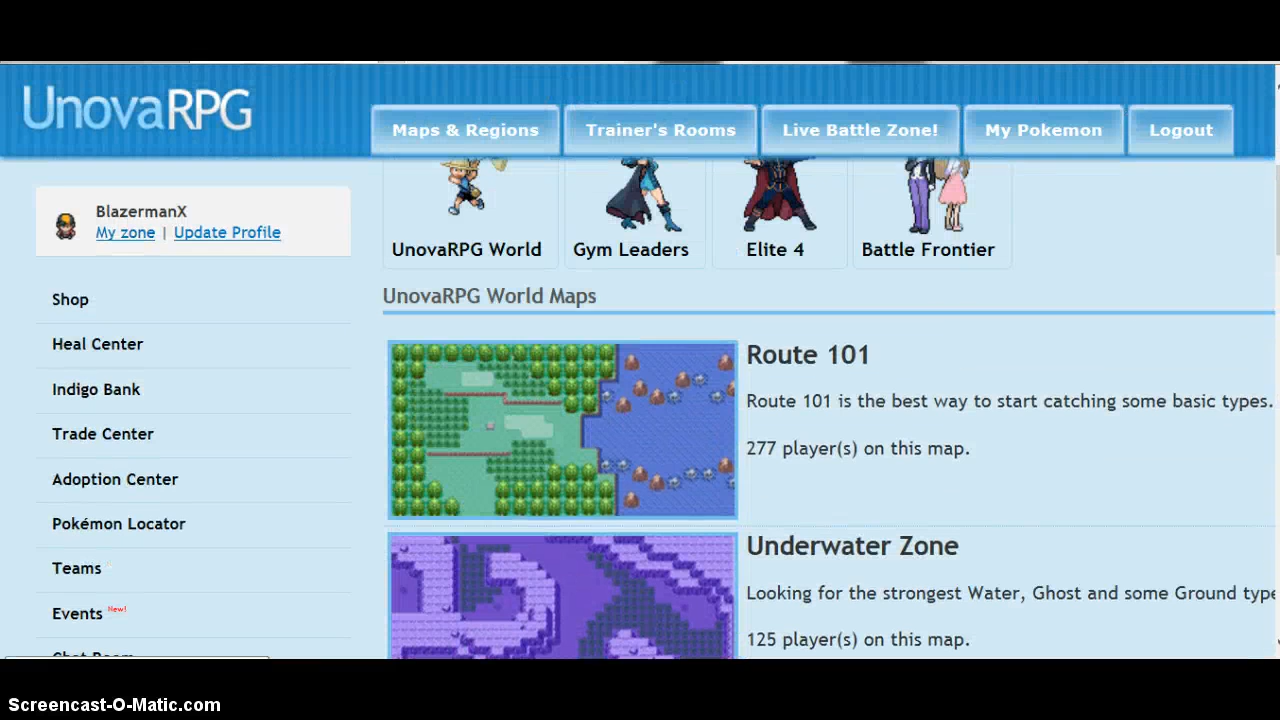 UnovaRPG
Maps & Regions
Trainer's Rooms
Live Battle Zone!
My Pokemon
Logout
BlazermanX
My zone | Update Profile
UnovaRPG World
Gym Leaders
Elite 4
Battle Frontier
Shop
Heal Center
Indigo Bank
Trade Center
Adoption Center
Pokémon Locator
Teams
Events New!
Chat Room
UnovaRPG World Maps
Route 101
Route 101 is the best way to start catching some basic types.
277 player(s) on this map.
Underwater Zone
Looking for the strongest Water, Ghost and some Ground type
125 player(s) on this map.
Screencast-O-Matic.com